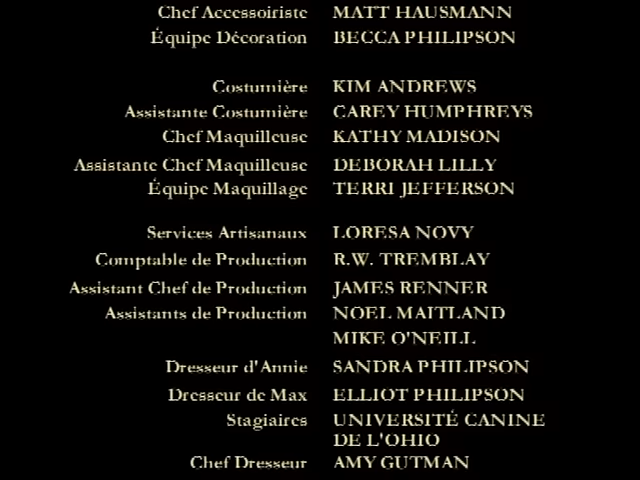 Chef Accessoiriste MATT HAUSMANN
Équipe Décoration BECCA PHILIPSON
Costumière KIM ANDREWS
Assistante Costumière CAREY HUMPHREYS
Chef Maquilleuse KATHY MADISON
Assistante Chef Maquilleuse DEBORAH LILLY
Équipe Maquillage TERRI JEFFERSON
Services Artisanaux LORESA NOVY
Comptable de Production R.W. TREMBLAY
Assistant Chef de Production JAMES RENNER
Assistants de Production NOEL MAITLAND
MIKE O'NEILL
Dresseur d'Annie SANDRA PHILIPSON
Dresseur de Max ELLIOT PHILIPSON
Stagiaires UNIVERSITÉ CANINE
DE L'OHIO
Chef Dresseur AMY GUTMAN